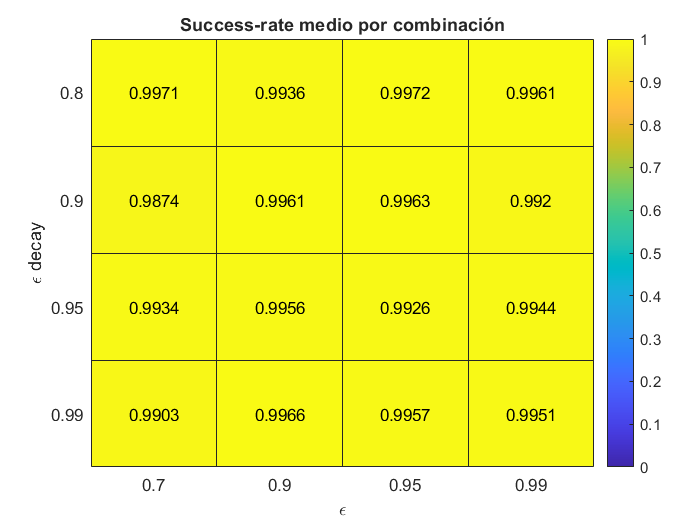 Success-rate medio por combinación
0.8 0.9971 0.9936 0.9972 0.9961
0.9 0.9874 0.9961 0.9963 0.992
0.95 0.9934 0.9956 0.9926 0.9944
0.99 0.9903 0.9966 0.9957 0.9951
0.7 0.9 0.95 0.99
ϵ
ϵ decay
1
0.9
0.8
0.7
0.6
0.5
0.4
0.3
0.2
0.1
0